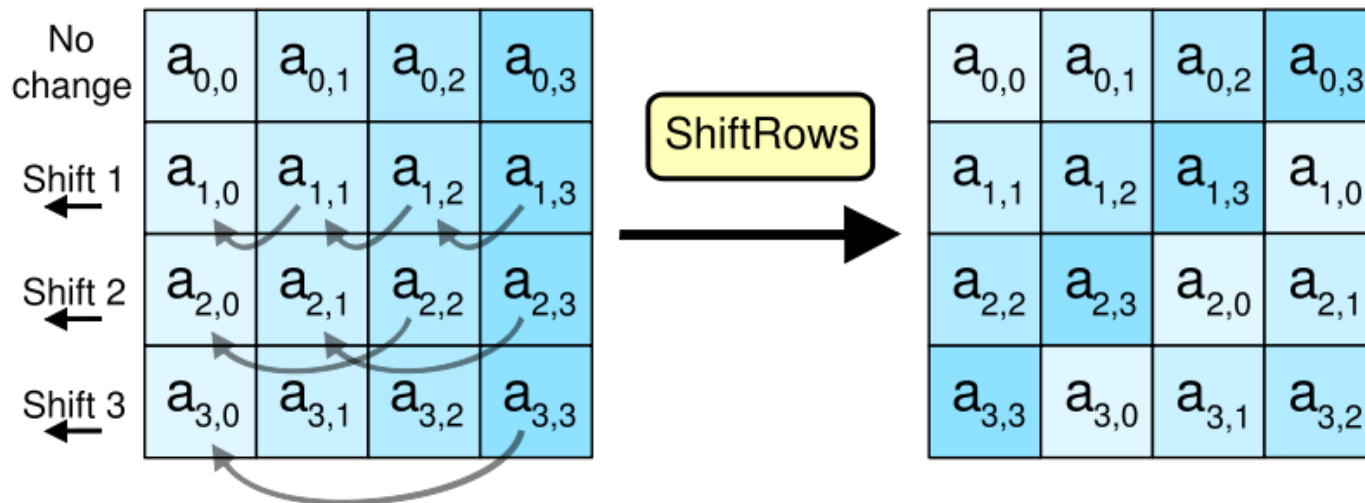 No
change
a0,0 a0,1 a0,2 a0,3
Shift 1
a1,0 a1,1 a1,2 a1,3
Shift 2
a2,0 a2,1 a2,2 a2,3
Shift 3
a3,0 a3,1 a3,2 a3,3
ShiftRows
a0,0 a0,1 a0,2 a0,3
a1,1 a1,2 a1,3 a1,0
a2,2 a2,3 a2,0 a2,1
a3,3 a3,0 a3,1 a3,2